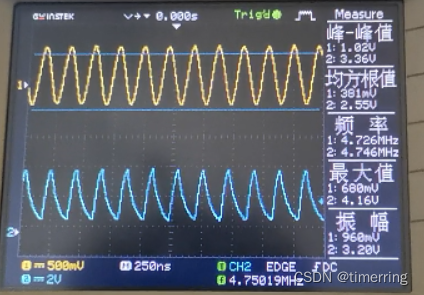 GWINSTEK 0.000s Trig'd Measure
峰-峰值
1: 1.02V
2: 3.36V
均方根值
1: 381mV
2: 2.55V
频 率
1: 4.726MHz
2: 4.746MHz
最大值
1: 680mV
2: 4.16V
振 幅
1: 960mV
2: 3.20V
1
2
1 500mV M 250ns T CH2 EDGE DC
2 2V f 4.75019MHz
CSDN @timerring